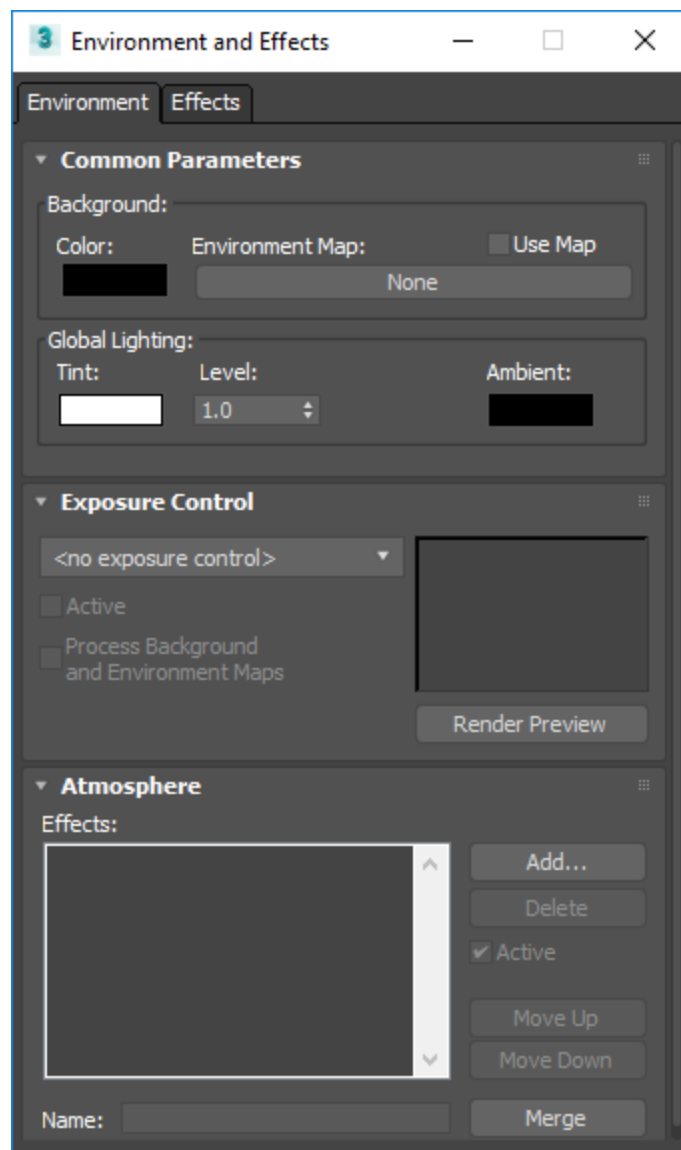 3 Environment and Effects
Environment Effects
Common Parameters
Background:
Color: Environment Map: Use Map
None
Global Lighting:
Tint: Level: Ambient:
1.0
Exposure Control
<no exposure control>
Active
Process Background
and Environment Maps
Render Preview
Atmosphere
Effects:
Add...
Delete
Active
Move Up
Move Down
Name: Merge